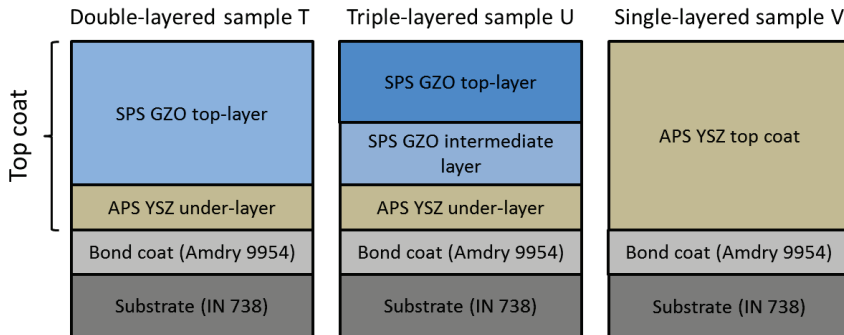 Double-layered sample T
Triple-layered sample U
Single-layered sample V
Top coat
SPS GZO top-layer
APS YSZ under-layer
Bond coat (Amdry 9954)
Substrate (IN 738)
SPS GZO top-layer
SPS GZO intermediate
layer
APS YSZ under-layer
Bond coat (Amdry 9954)
Substrate (IN 738)
APS YSZ top coat
Bond coat (Amdry 9954)
Substrate (IN 738)